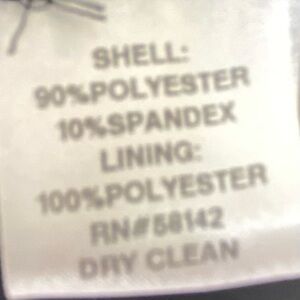 SHELL:
90%POLYESTER
10%SPANDEX
LINING:
100%POLYESTER
RN#58142
DRY CLEAN